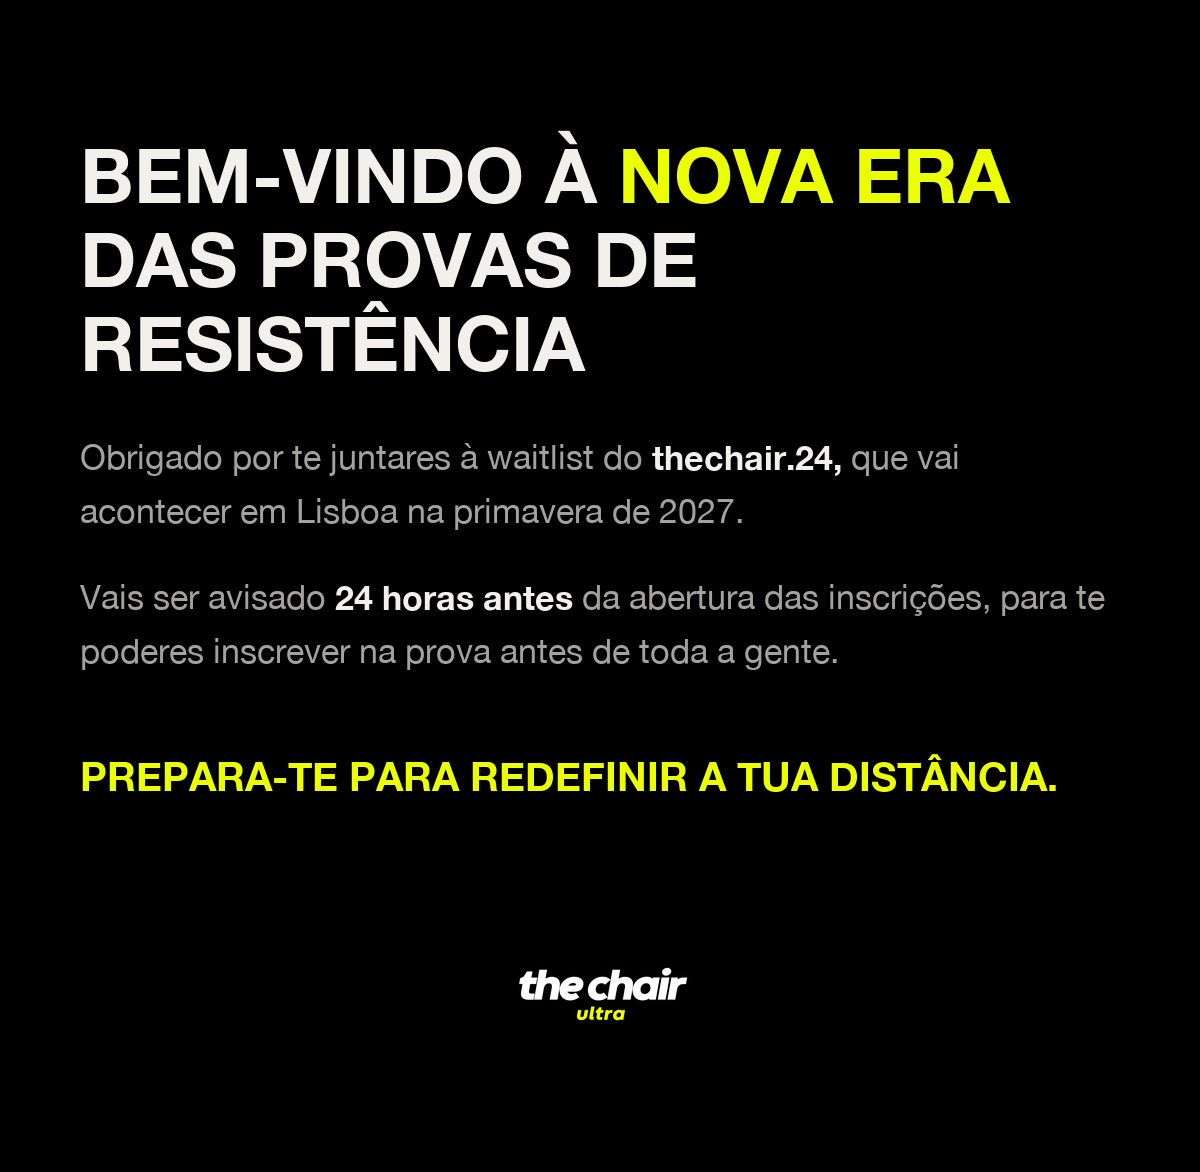 BEM-VINDO À NOVA ERA
DAS PROVAS DE
RESISTÊNCIA
Obrigado por te juntares à waitlist do thechair.24, que vai
acontecer em Lisboa na primavera de 2027.
Vais ser avisado 24 horas antes da abertura das inscrições, para te
poderes inscrever na prova antes de toda a gente.
PREPARA-TE PARA REDEFINIR A TUA DISTÂNCIA.
the chair
ultra